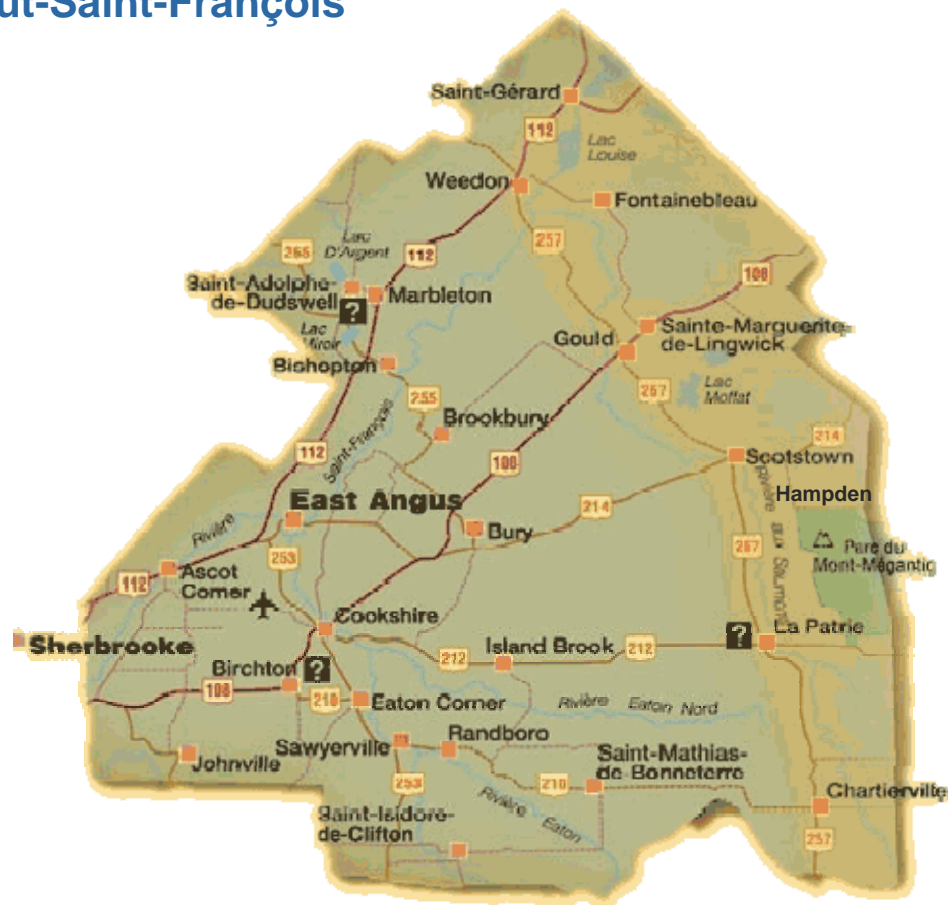 ut-Saint-François
Saint-Gérard
112
Lac
Louise
Weedon
Fontainebleau
257
265
Lac
D'Argent
112
108
Saint-Adolphe-
de-Dudswell
?
Marbleton
Lac
Miroir
Gould
Sainte-Marguerite-
de-Lingwick
Bishopton
257
Lac
Moffat
255
Brookbury
Saint-François
112
108
214
Scotstown
Hampden
East Angus
214
Rivière aux Saumons
Rivière
Bury
253
257
Parc du
Mont-Mégantic
112
Ascot
Corner
Cookshire
Sherbrooke
Island Brook
212
212
?
La Patrie
Birchton
?
108
210
Eaton Corner
Rivière Eaton Nord
Sawyerville
Randboro
Johnville
Saint-Mathias-
de-Bonneterre
253
210
Rivière Eaton
Chartierville
Saint-Isidore-
de-Clifton
257